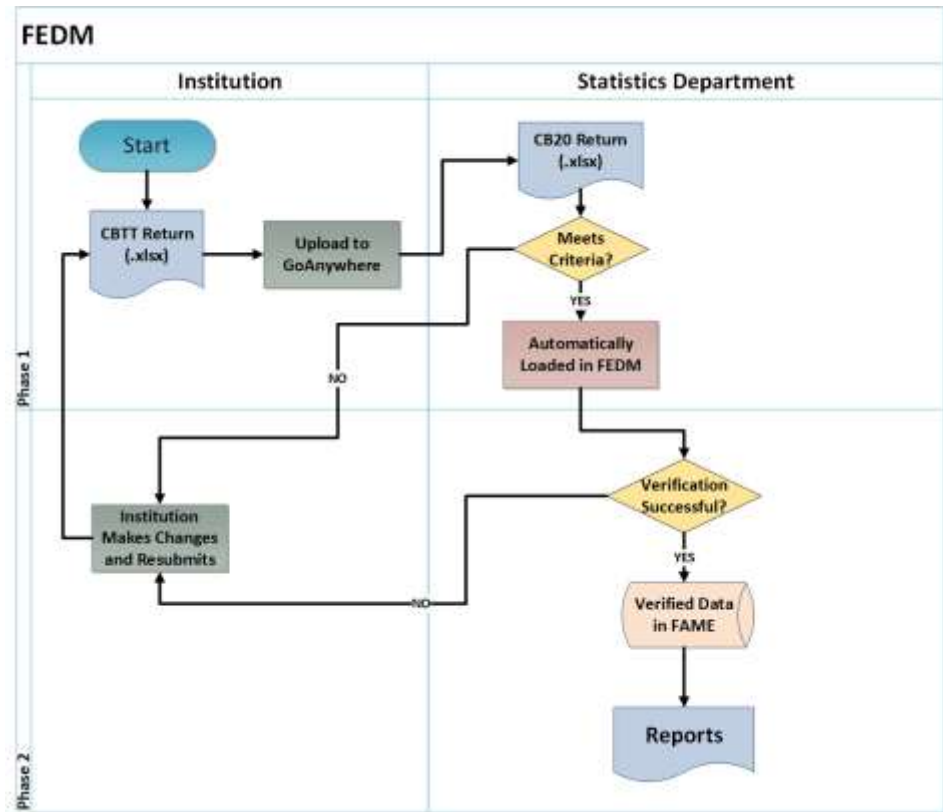 FEDM
Institution
Statistics Department
Start
CB20 Return
(.xlsx)
CBTT Return
(.xlsx)
Upload to
GoAnywhere
Meets
Criteria?
YES
Automatically
Loaded in FEDM
NO
Phase 1
Verification
Successful?
Institution
Makes Changes
and Resubmits
YES
NO
Verified Data
in FAME
Reports
Phase 2